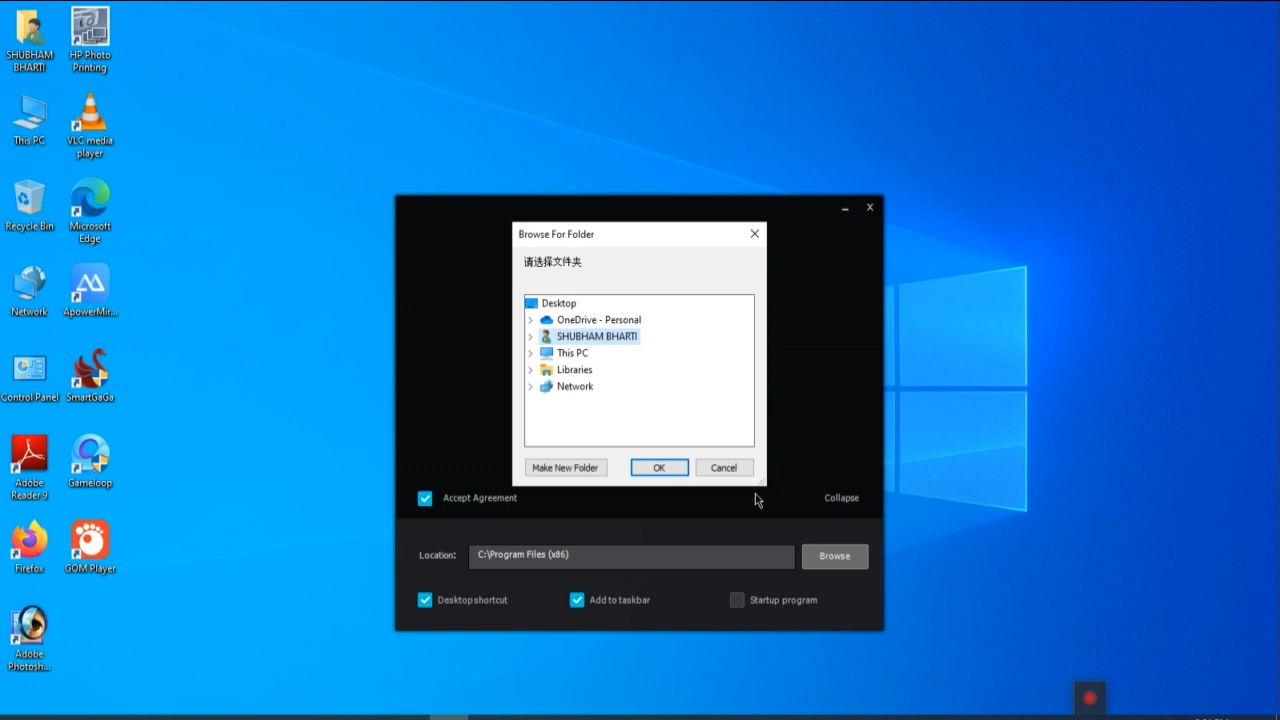 SHUBHAM
BHARTI
HP Photo
Printing
This PC
VLC media
player
Recycle Bin
Microsoft
Edge
Network
ApowerMir...
Control Panel
SmartGaGa
Adobe
Reader 9
Gameloop
Firefox
GOM Player
Adobe
Photosh...
Browse For Folder
请选择文件夹
Desktop
OneDrive - Personal
SHUBHAM BHARTI
This PC
Libraries
Network
Make New Folder
OK
Cancel
Accept Agreement
Collapse
Location:
C:\Program Files (x86)
Browse
Desktop shortcut
Add to taskbar
Startup program